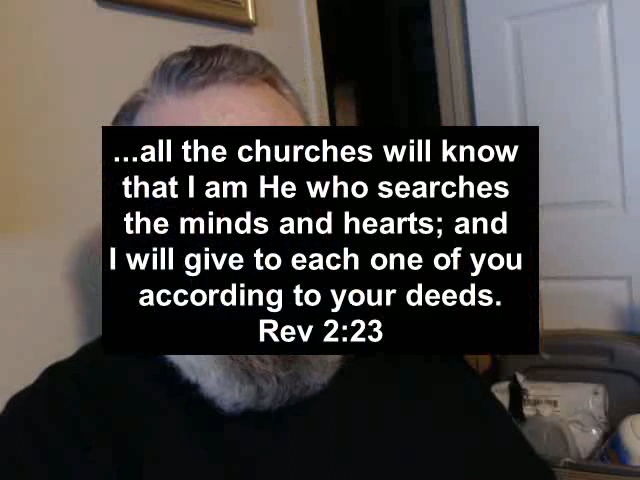 ...all the churches will know
that I am He who searches
the minds and hearts; and
I will give to each one of you
according to your deeds.
Rev 2:23